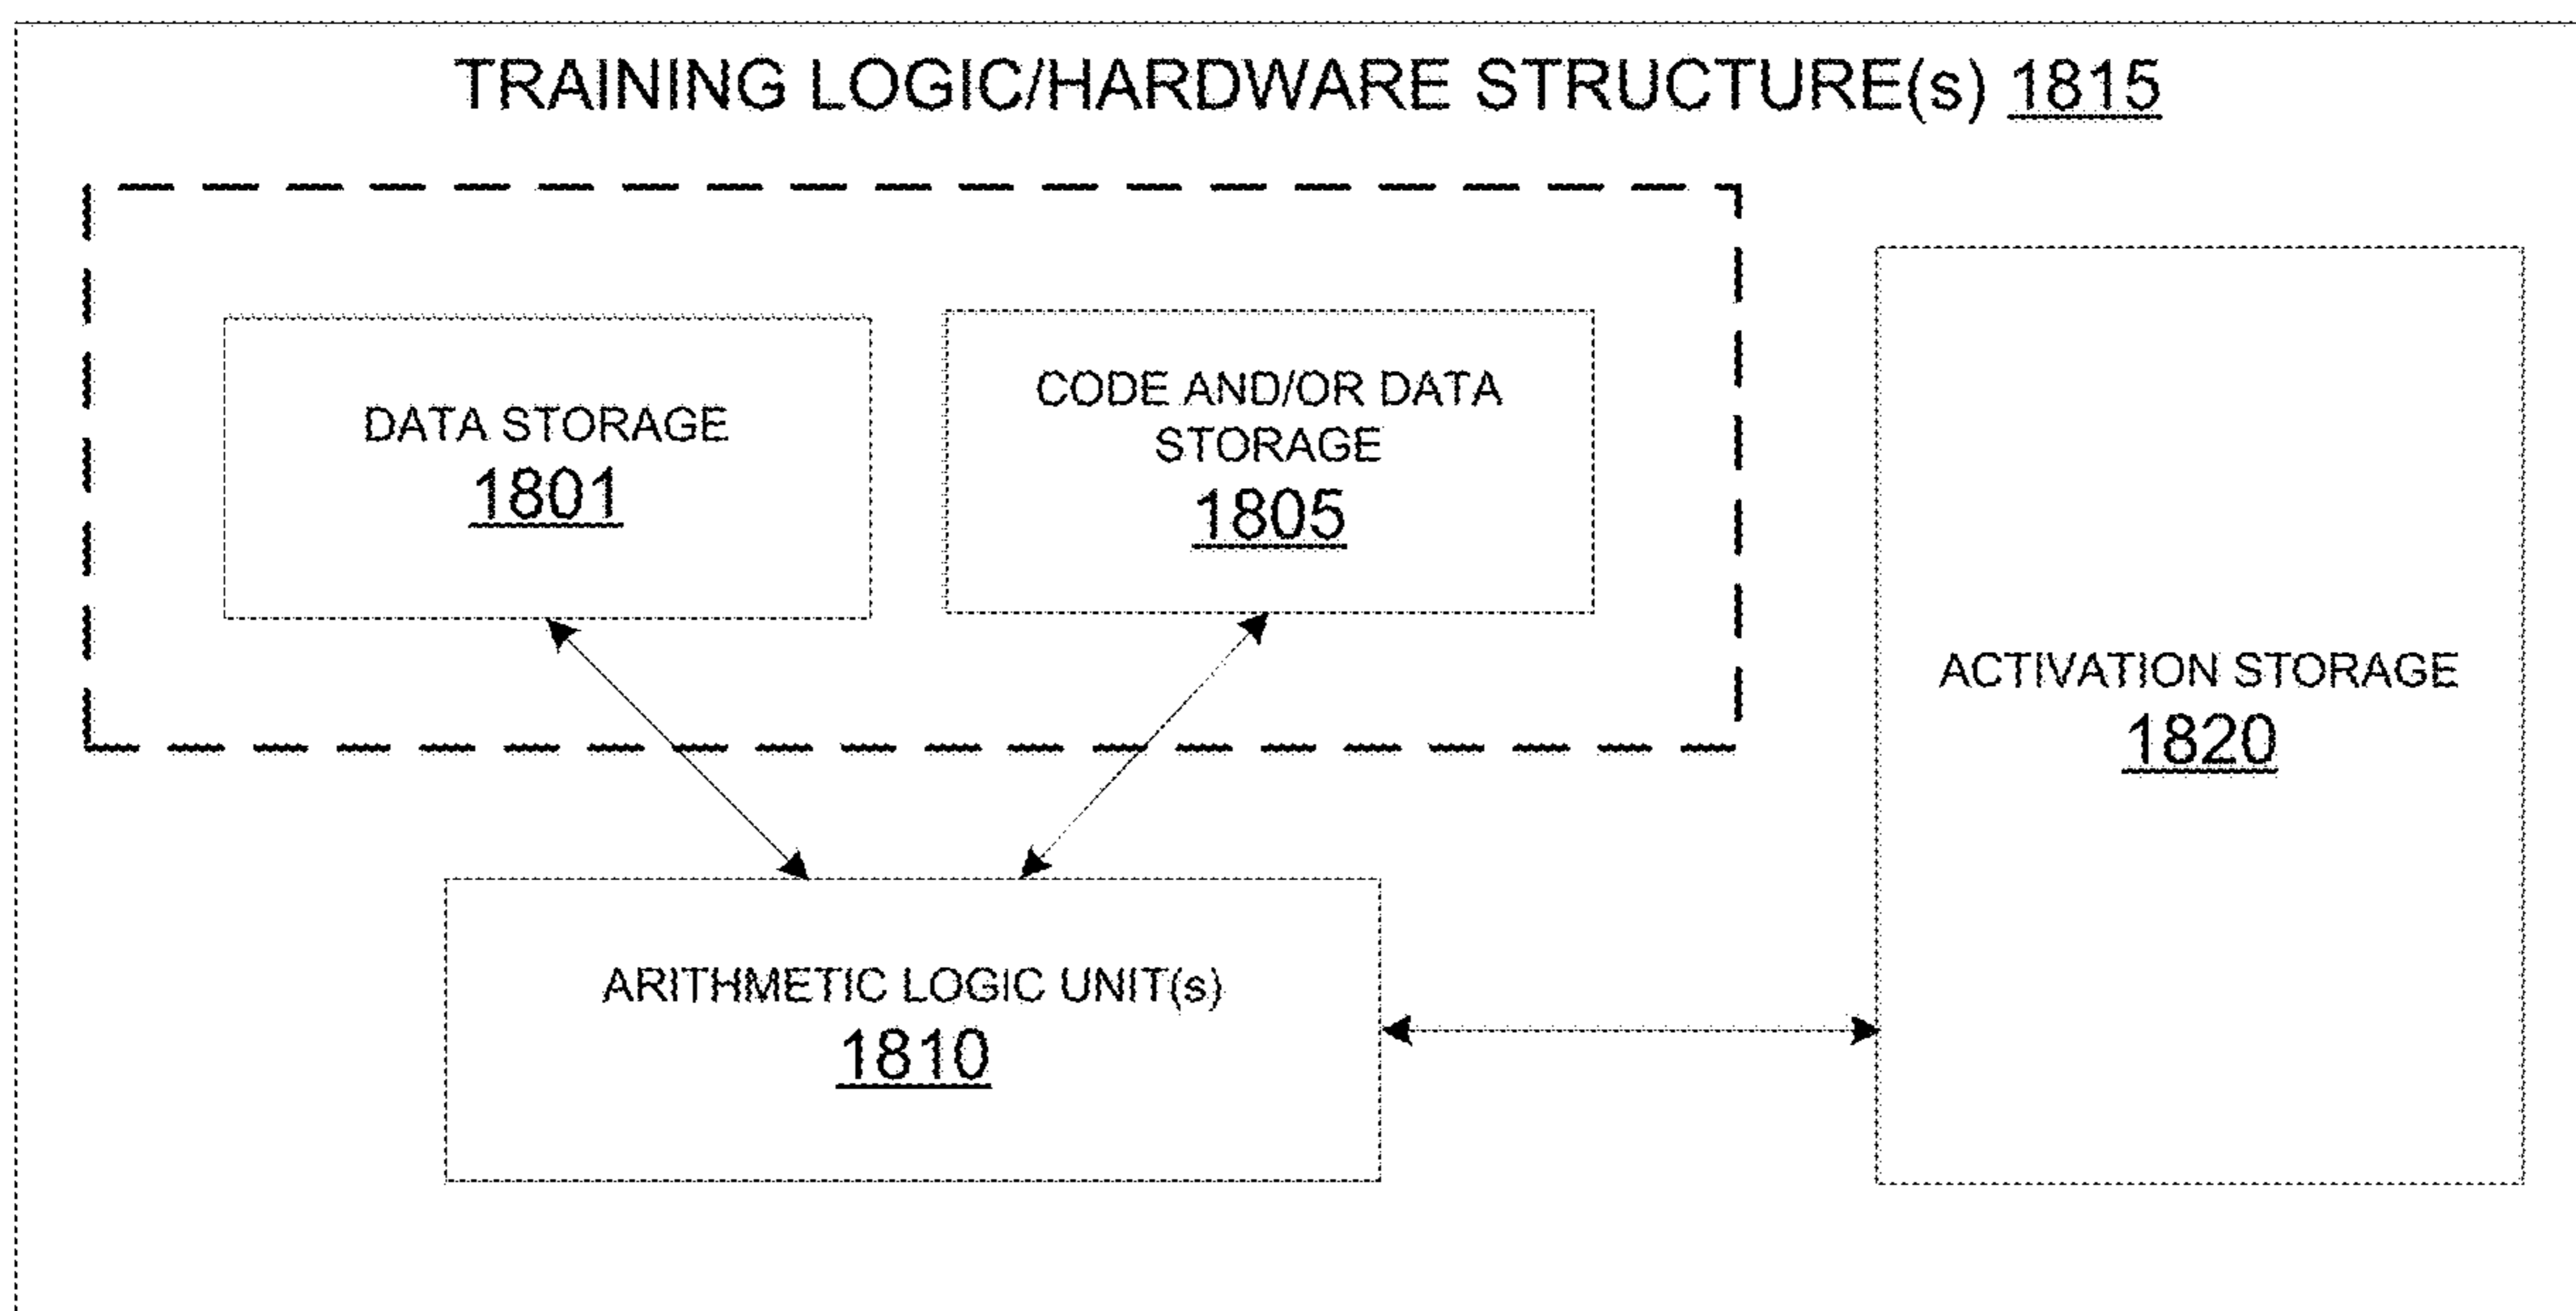 TRAINING LOGIC/HARDWARE STRUCTURE(s) 1815
DATA STORAGE
1801
CODE AND/OR DATA
STORAGE
1805
ACTIVATION STORAGE
1820
ARITHMETIC LOGIC UNIT(s)
1810